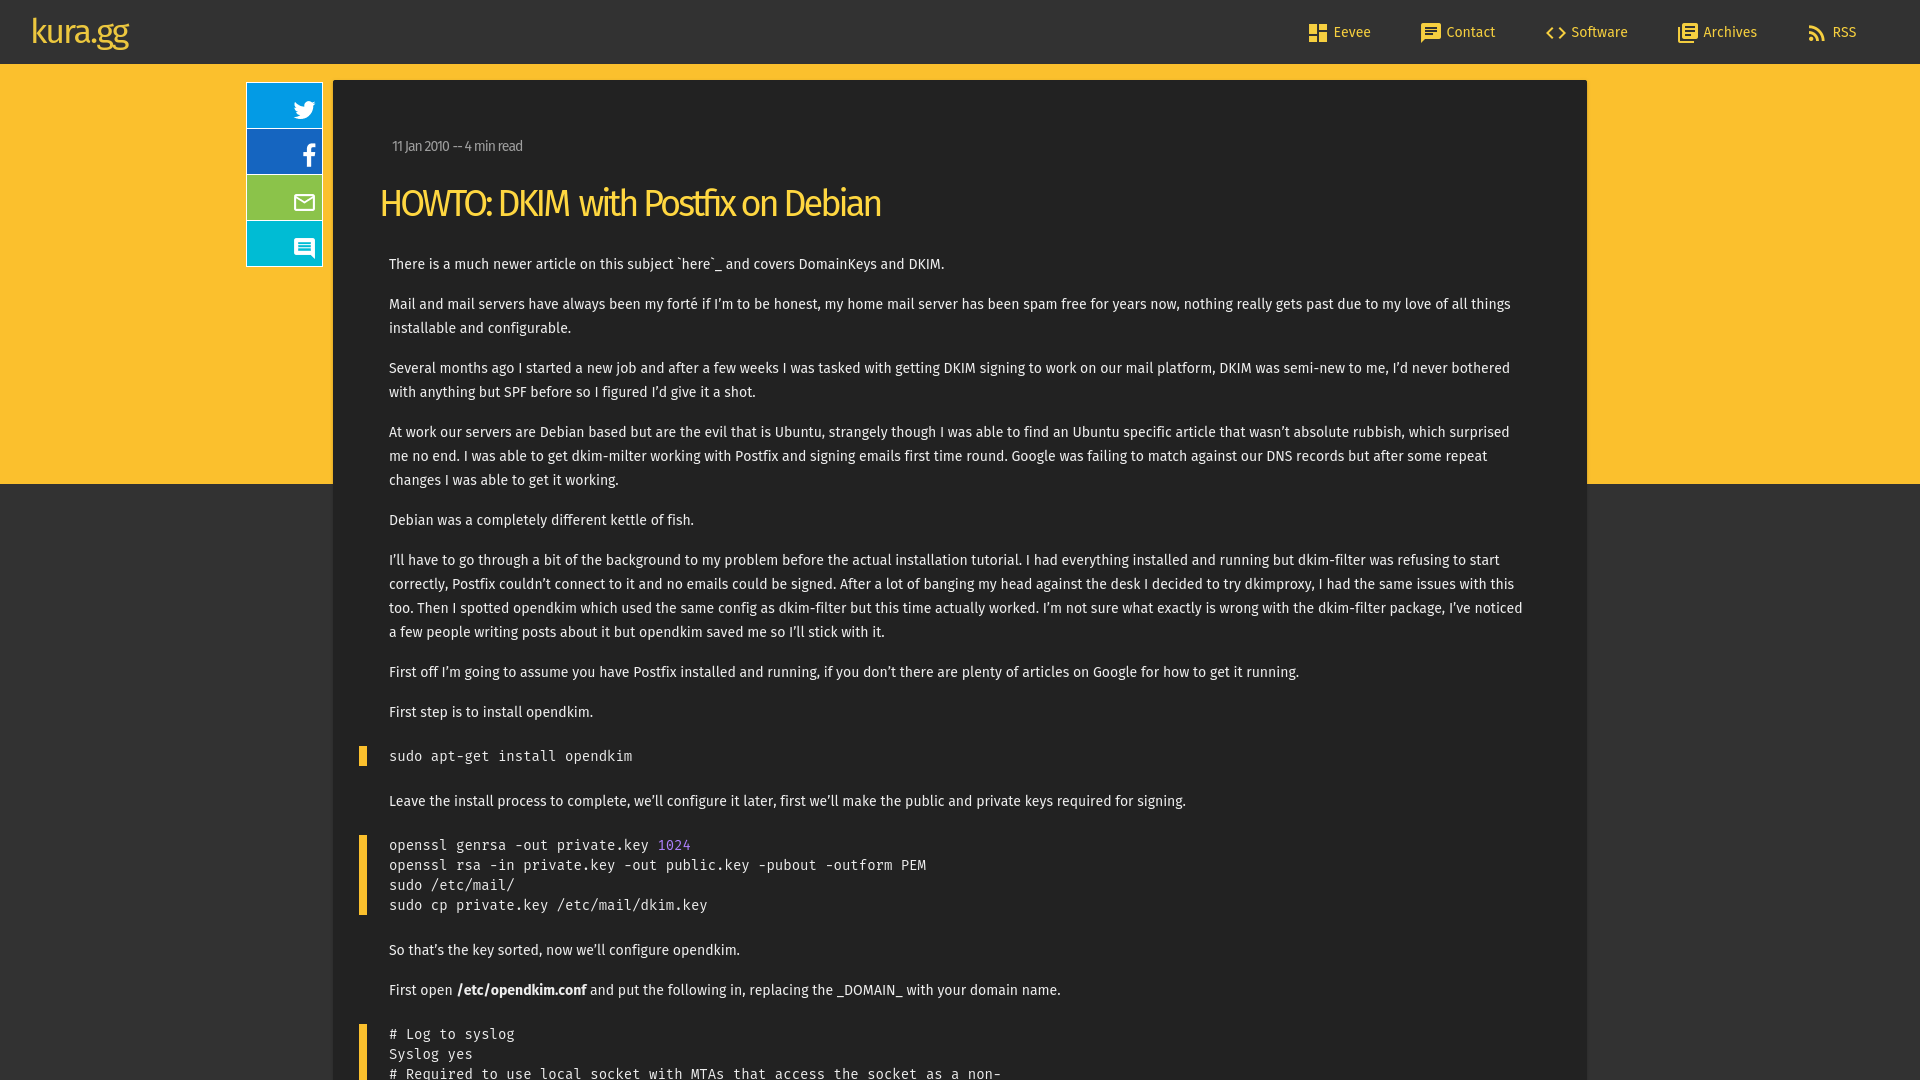 kura.gg
Eevee
Contact
Software
Archives
RSS
11 Jan 2010 -- 4 min read
HOWTO: DKIM with Postfix on Debian
There is a much newer article on this subject `here`_ and covers DomainKeys and DKIM.
Mail and mail servers have always been my forté if I’m to be honest, my home mail server has been spam free for years now, nothing really gets past due to my love of all things
installable and configurable.
Several months ago I started a new job and after a few weeks I was tasked with getting DKIM signing to work on our mail platform, DKIM was semi-new to me, I’d never bothered
with anything but SPF before so I figured I’d give it a shot.
At work our servers are Debian based but are the evil that is Ubuntu, strangely though I was able to find an Ubuntu specific article that wasn’t absolute rubbish, which surprised
me no end. I was able to get dkim-milter working with Postfix and signing emails first time round. Google was failing to match against our DNS records but after some repeat
changes I was able to get it working.
Debian was a completely different kettle of fish.
I’ll have to go through a bit of the background to my problem before the actual installation tutorial. I had everything installed and running but dkim-filter was refusing to start
correctly, Postfix couldn’t connect to it and no emails could be signed. After a lot of banging my head against the desk I decided to try dkimproxy, I had the same issues with this
too. Then I spotted opendkim which used the same config as dkim-filter but this time actually worked. I’m not sure what exactly is wrong with the dkim-filter package, I’ve noticed
a few people writing posts about it but opendkim saved me so I’ll stick with it.
First off I’m going to assume you have Postfix installed and running, if you don’t there are plenty of articles on Google for how to get it running.
First step is to install opendkim.
sudo apt-get install opendkim
Leave the install process to complete, we’ll configure it later, first we’ll make the public and private keys required for signing.
openssl genrsa -out private.key 1024
openssl rsa -in private.key -out public.key -pubout -outform PEM
sudo /etc/mail/
sudo cp private.key /etc/mail/dkim.key
So that’s the key sorted, now we’ll configure opendkim.
First open /etc/opendkim.conf and put the following in, replacing the _DOMAIN_ with your domain name.
# Log to syslog
Syslog yes
# Required to use local socket with MTAs that access the socket as a non-